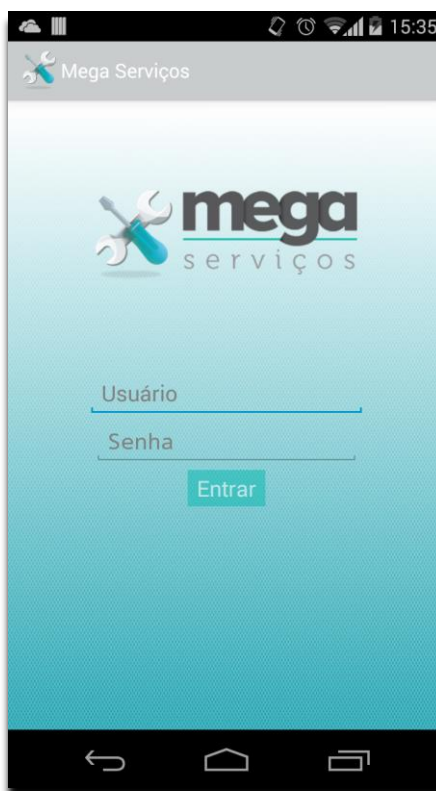 15:35
Mega Serviços
mega
serviços
Usuário
Senha
Entrar